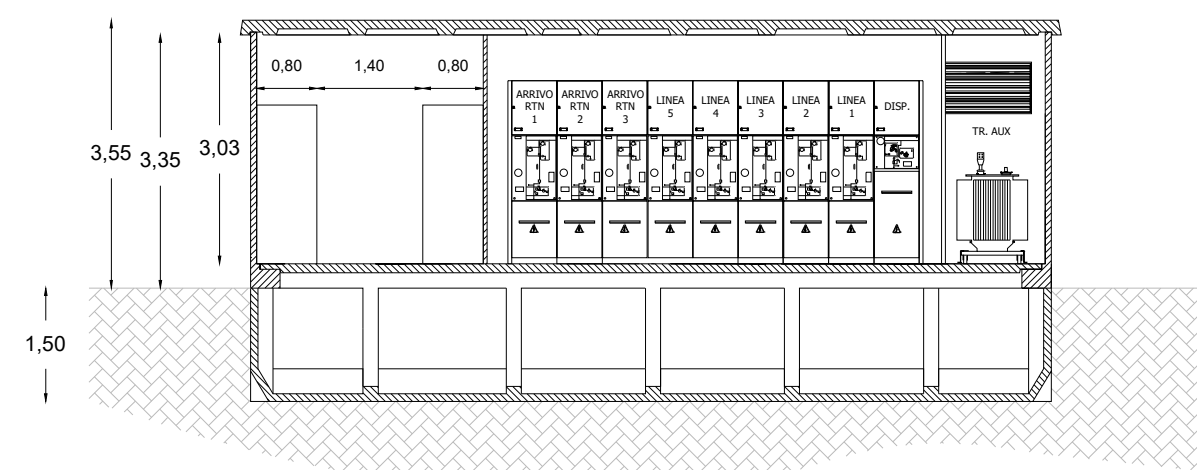 0,80
1,40
0,80
3,55
3,35
3,03
1,50
ARRIVO
RTN
1
ARRIVO
RTN
2
ARRIVO
RTN
3
LINEA
5
LINEA
4
LINEA
3
LINEA
2
LINEA
1
DISP.
TR. AUX